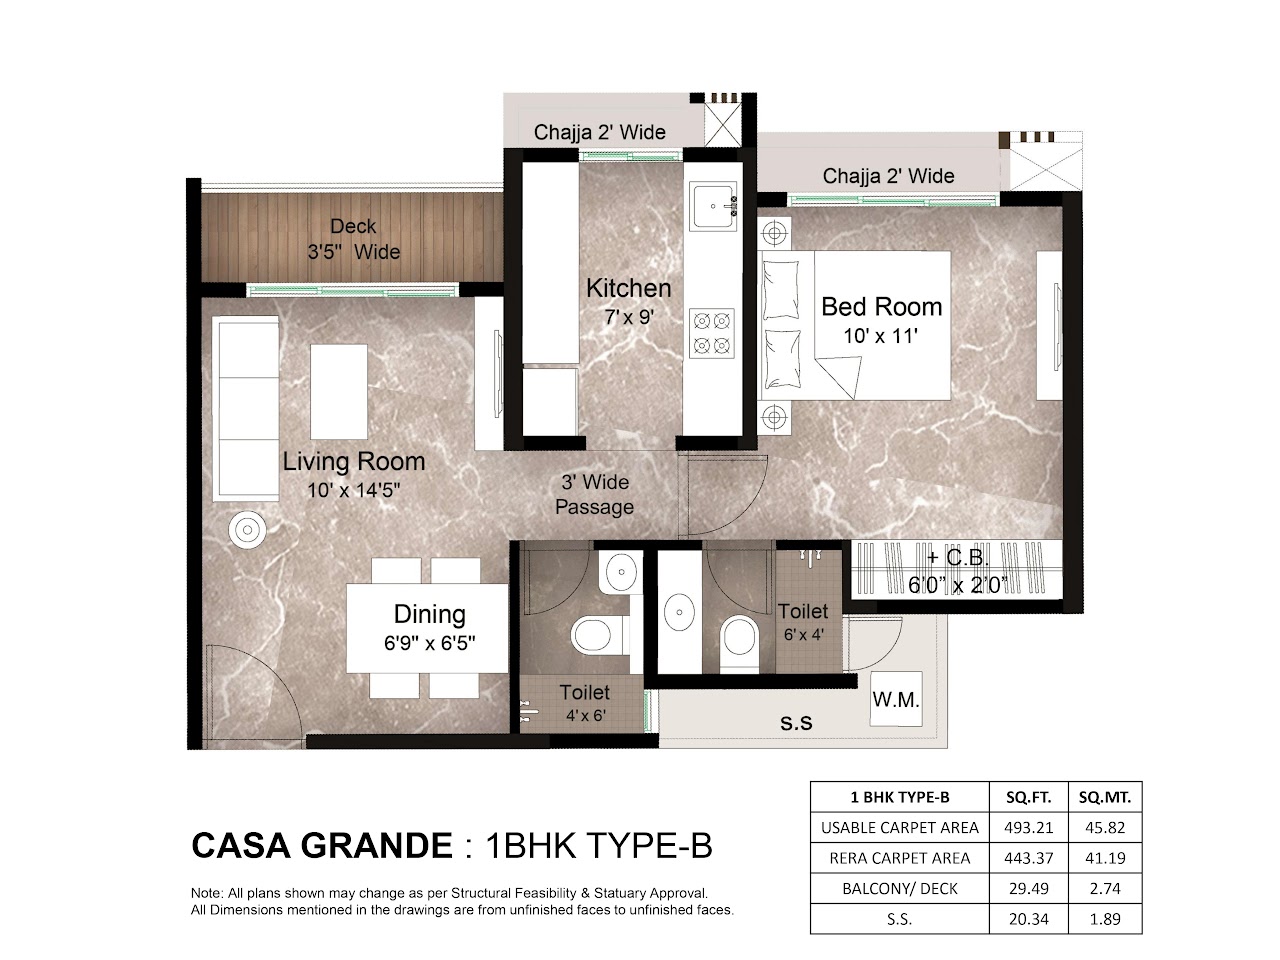 Chajja 2' Wide
Chajja 2' Wide
Deck
3'5" Wide
Kitchen
7' x 9'
Bed Room
10' x 11'
Living Room
10' x 14'5"
3' Wide
Passage
+ C.B.
6'0" x 2'0"
Dining
6'9" x 6'5"
Toilet
6' x 4'
Toilet
4' x 6'
W.M.
S.S
1 BHK TYPE-B SQ.FT. SQ.MT.
USABLE CARPET AREA 493.21 45.82
RERA CARPET AREA 443.37 41.19
BALCONY/ DECK 29.49 2.74
S.S. 20.34 1.89
CASA GRANDE : 1BHK TYPE-B
Note: All plans shown may change as per Structural Feasibility & Statuary Approval.
All Dimensions mentioned in the drawings are from unfinished faces to unfinished faces.